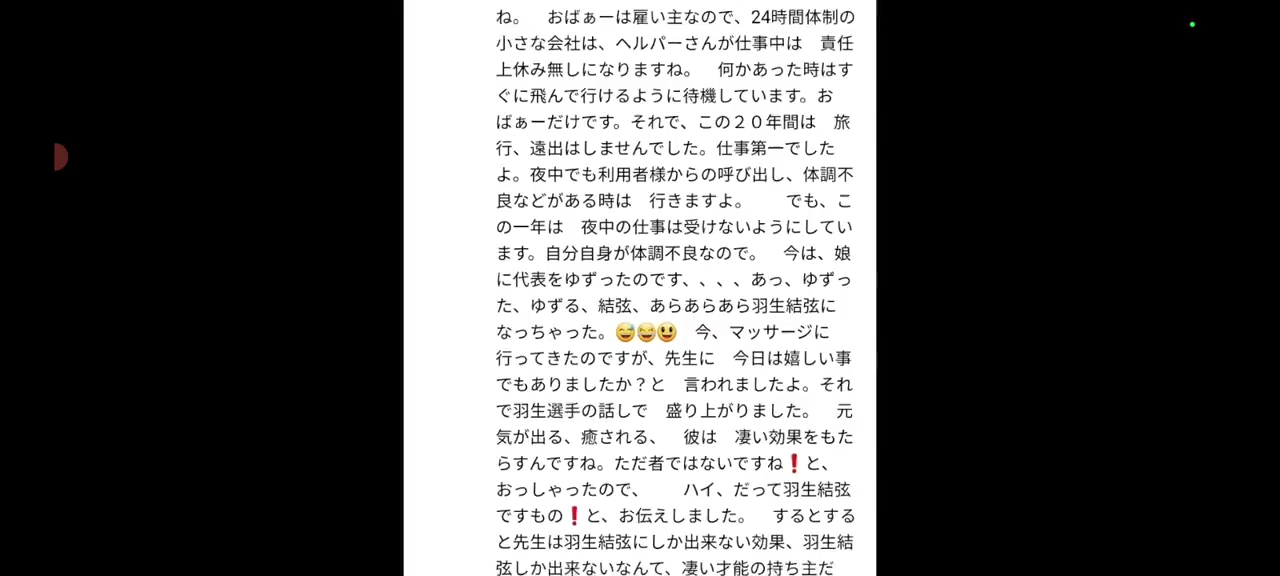 ね。　おばぁーは雇い主なので、24時間体制の
小さな会社は、ヘルパーさんが仕事中は　責任
上休み無しになりますね。　何かあった時はす
ぐに飛んで行けるように待機しています。お
ばぁーだけです。それで、この２０年間は　旅
行、遠出はしませんでした。仕事第一でした
よ。夜中でも利用者様からの呼び出し、体調不
良などがある時は　行きますよ。　　でも、こ
の一年は　夜中の仕事は受けないようにしてい
ます。自分自身が体調不良なので。　今は、娘
に代表をゆずったのです、、、、あっ、ゆずっ
た、ゆずる、結弦、あらあらあら羽生結弦に
なっちゃった。😅😆😃　今、マッサージに
行ってきたのですが、先生に　今日は嬉しい事
でもありましたか？と　言われましたよ。それ
で羽生選手の話しで　盛り上がりました。　元
気が出る、癒される、　彼は　凄い効果をもた
らすんですね。ただ者ではないですね❗と、
おっしゃったので、　　ハイ、だって羽生結弦
ですもの❗と、お伝えしました。　するとする
と先生は羽生結弦にしか出来ない効果、羽生結
弦しか出来ないなんて、凄い才能の持ち主だ